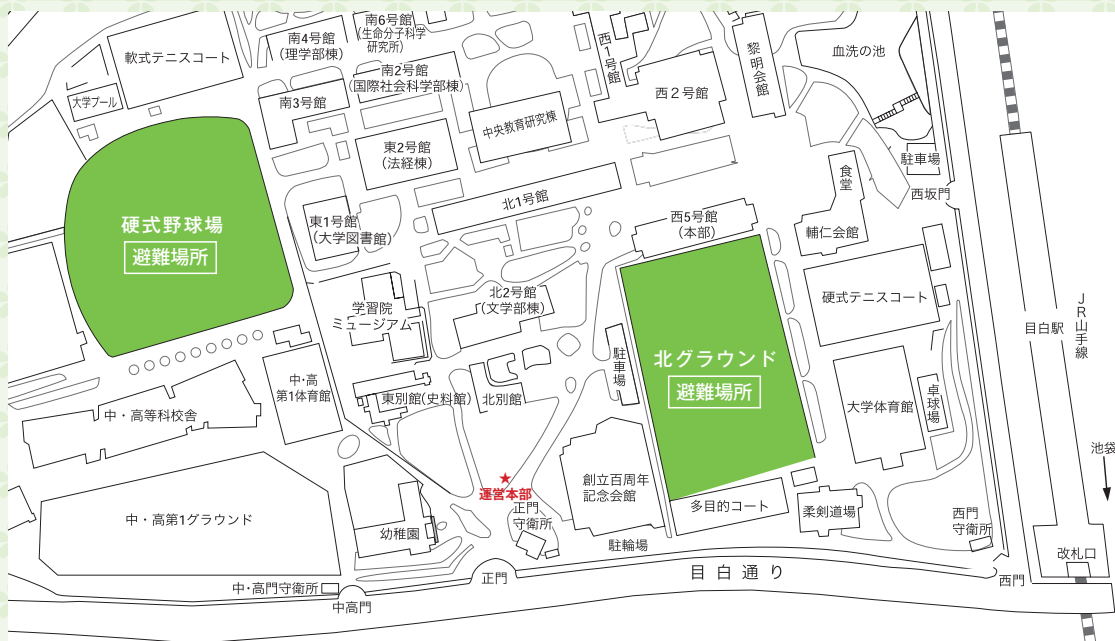 軟式テニスコート
大学プール
南4号館
(理学部棟)
南6号館
(生命分子科学
研究所)
南3号館
南2号館
(国際社会科学部棟)
東2号館
(法経棟)
中央教育研究棟
西1号館
西2号館
黎明会館
血洗の池
駐車場
西坂門
食堂
輔仁会館
硬式野球場
避難場所
東1号館
(大学図書館)
北1号館
西5号館
(本部)
学習院
ミュージアム
北2号館
(文学部棟)
硬式テニスコート
JR山手線
目白駅
駐車場
北グラウンド
避難場所
中・高
第1体育館
東別館(史料館)
北別館
中・高等科校舎
大学体育館
卓球場
池袋
創立百周年
記念会館
運営本部
正門
守衛所
多目的コート
柔剣道場
西門
守衛所
中・高第1グラウンド
幼稚園
駐輪場
改札口
目白通り
正門
西門
中・高門守衛所
中高門